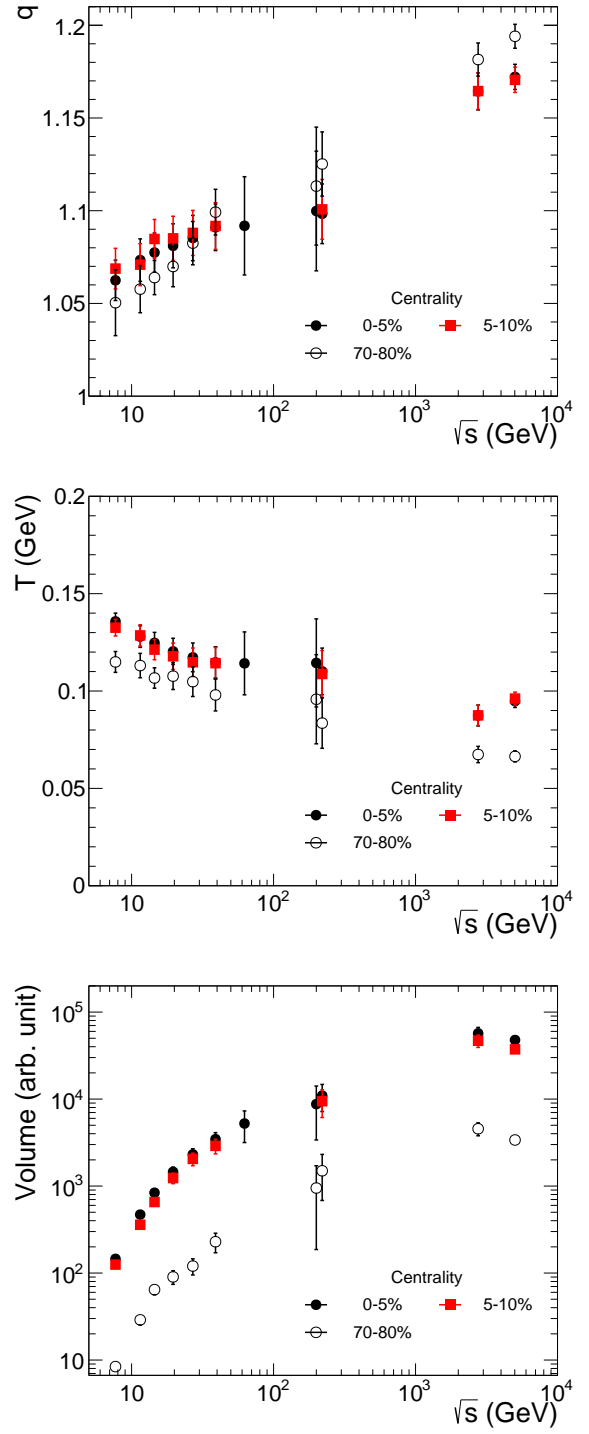 q
1.2
1.15
1.1
1.05
1
Centrality
0-5% 5-10%
70-80%
10 10² 10³ 10⁴
√s (GeV)
T (GeV)
0.2
0.15
0.1
0.05
0
Centrality
0-5% 5-10%
70-80%
10 10² 10³ 10⁴
√s (GeV)
Volume (arb. unit)
10⁵
10⁴
10³
10²
10
Centrality
0-5% 5-10%
70-80%
10 10² 10³ 10⁴
√s (GeV)